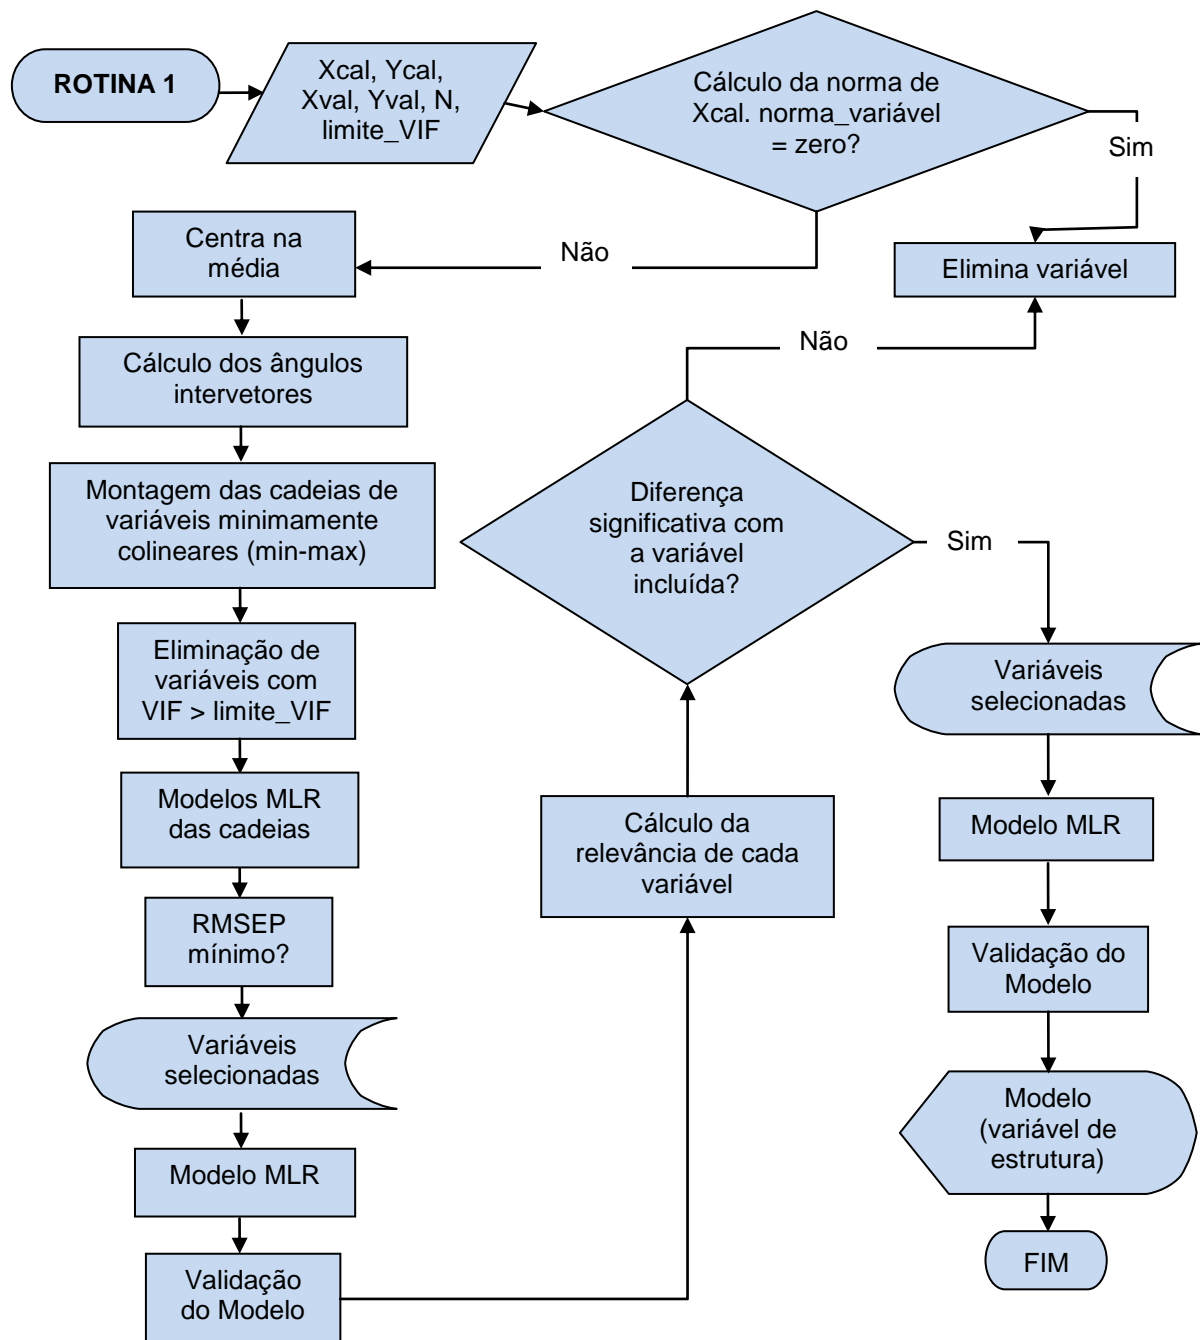 ROTINA 1
Xcal, Ycal,
Xval, Yval, N,
limite_VIF
Cálculo da norma de
Xcal. norma_variável
= zero?
Sim
Elimina variável
Não
Centra na
média
Cálculo dos ângulos
intervetores
Montagem das cadeias de
variáveis minimamente
colineares (min-max)
Eliminação de
variáveis com
VIF > limite_VIF
Modelos MLR
das cadeias
RMSEP
mínimo?
Variáveis
selecionadas
Modelo MLR
Validação
do Modelo
Cálculo da
relevância de cada
variável
Diferença
significativa com
a variável
incluída?
Não
Sim
Variáveis
selecionadas
Modelo MLR
Validação do
Modelo
Modelo
(variável de
estrutura)
FIM